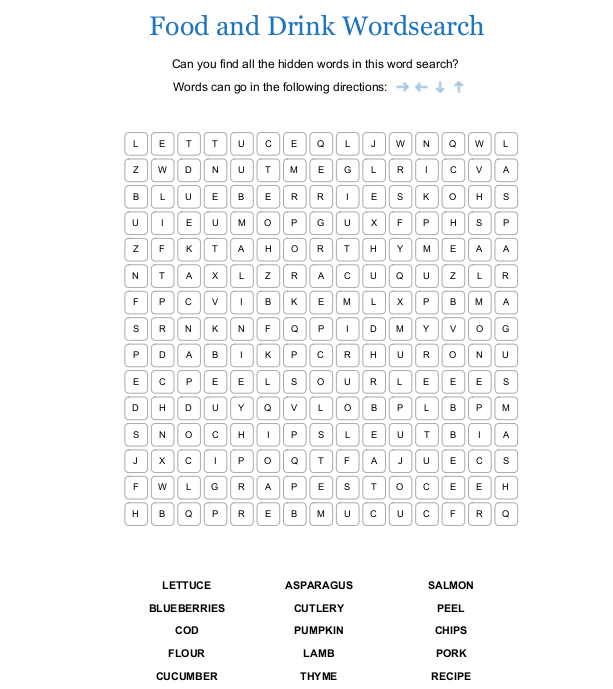 Food and Drink Wordsearch
Can you find all the hidden words in this word search?
Words can go in the following directions:
L E T T U C E Q L J W N Q W L
Z W D N U T M E G L R I C V A
B L U E B E R R I E S K O H S
U I E U M O P G U X F P H S P
Z F K T A H O R T H Y M E A A
N T A X L Z R A C U Q U Z L R
F P C V I B K E M L X P B M A
S R N K N F Q P I D M Y V O G
P D A B I K P C R H U R O N U
E C P E E L S O U R L E E E S
D H D U Y Q V L O B P L B P M
S N O C H I P S L E U T B I A
J X C I P O Q T F A J U E C S
F W L G R A P E S T O C E E H
H B Q P R E B M U C U C F R Q
LETTUCE ASPARAGUS SALMON
BLUEBERRIES CUTLERY PEEL
COD PUMPKIN CHIPS
FLOUR LAMB PORK
CUCUMBER THYME RECIPE